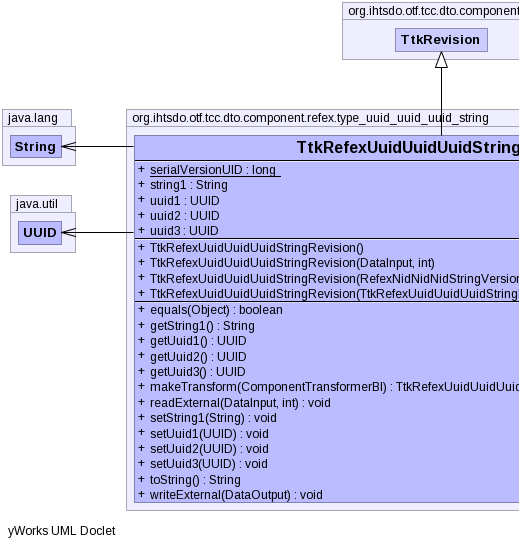 org.ihtsdo.otf.tcc.dto.component
TtkRevision
java.lang
String
java.util
UUID
org.ihtsdo.otf.tcc.dto.component.refex.type_uuid_uuid_uuid_string
TtkRefexUuidUuidUuidString
+ serialVersionUID : long
+ string1 : String
+ uuid1 : UUID
+ uuid2 : UUID
+ uuid3 : UUID
+ TtkRefexUuidUuidUuidStringRevision()
+ TtkRefexUuidUuidUuidStringRevision(DataInput, int)
+ TtkRefexUuidUuidUuidStringRevision(RefexNidNidNidStringVersion
+ TtkRefexUuidUuidUuidStringRevision(TtkRefexUuidUuidUuidString
+ equals(Object) : boolean
+ getString1() : String
+ getUuid1() : UUID
+ getUuid2() : UUID
+ getUuid3() : UUID
+ makeTransform(ComponentTransformerBI) : TtkRefexUuidUuidUuid
+ readExternal(DataInput, int) : void
+ setString1(String) : void
+ setUuid1(UUID) : void
+ setUuid2(UUID) : void
+ setUuid3(UUID) : void
+ toString() : String
+ writeExternal(DataOutput) : void
yWorks UML Doclet